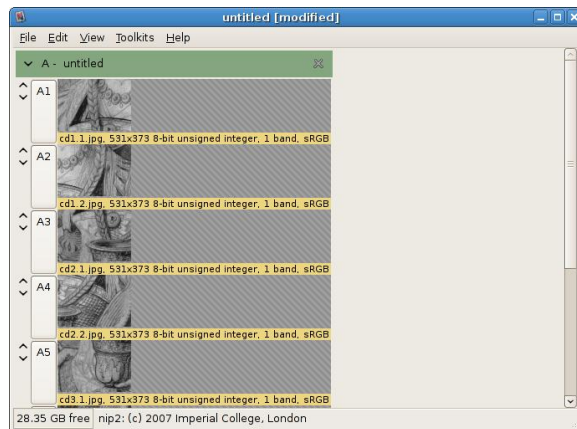 untitled [modified]
File Edit View Toolkits Help
A - untitled
A1
cd1.1.jpg, 531x373 8-bit unsigned integer, 1 band, sRGB
A2
cd1.2.jpg, 531x373 8-bit unsigned integer, 1 band, sRGB
A3
cd2.1.jpg, 531x373 8-bit unsigned integer, 1 band, sRGB
A4
cd2.2.jpg, 531x373 8-bit unsigned integer, 1 band, sRGB
A5
cd3.1.jpg, 531x373 8-bit unsigned integer, 1 band, sRGB
28.35 GB free nip2: (c) 2007 Imperial College, London